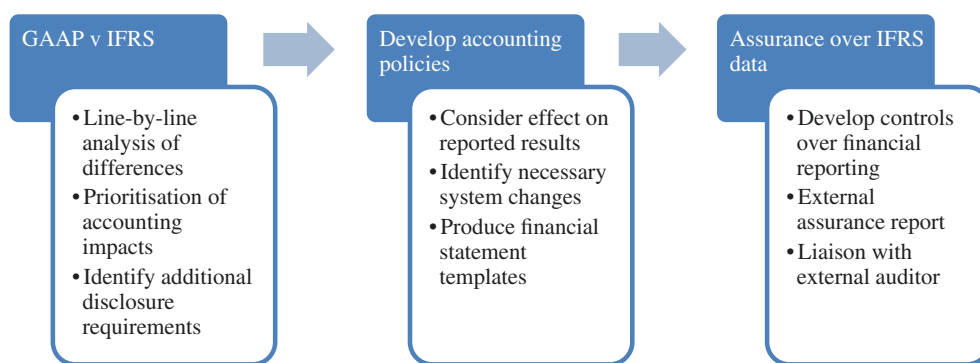 GAAP v IFRS
• Line-by-line
analysis of
differences
• Prioritisation of
accounting
impacts
• Identify additional
disclosure
requirements
Develop accounting
policies
• Consider effect on
reported results
• Identify necessary
system changes
• Produce financial
statement
templates
Assurance over IFRS
data
• Develop controls
over financial
reporting
• External
assurance report
• Liaison with
external auditor